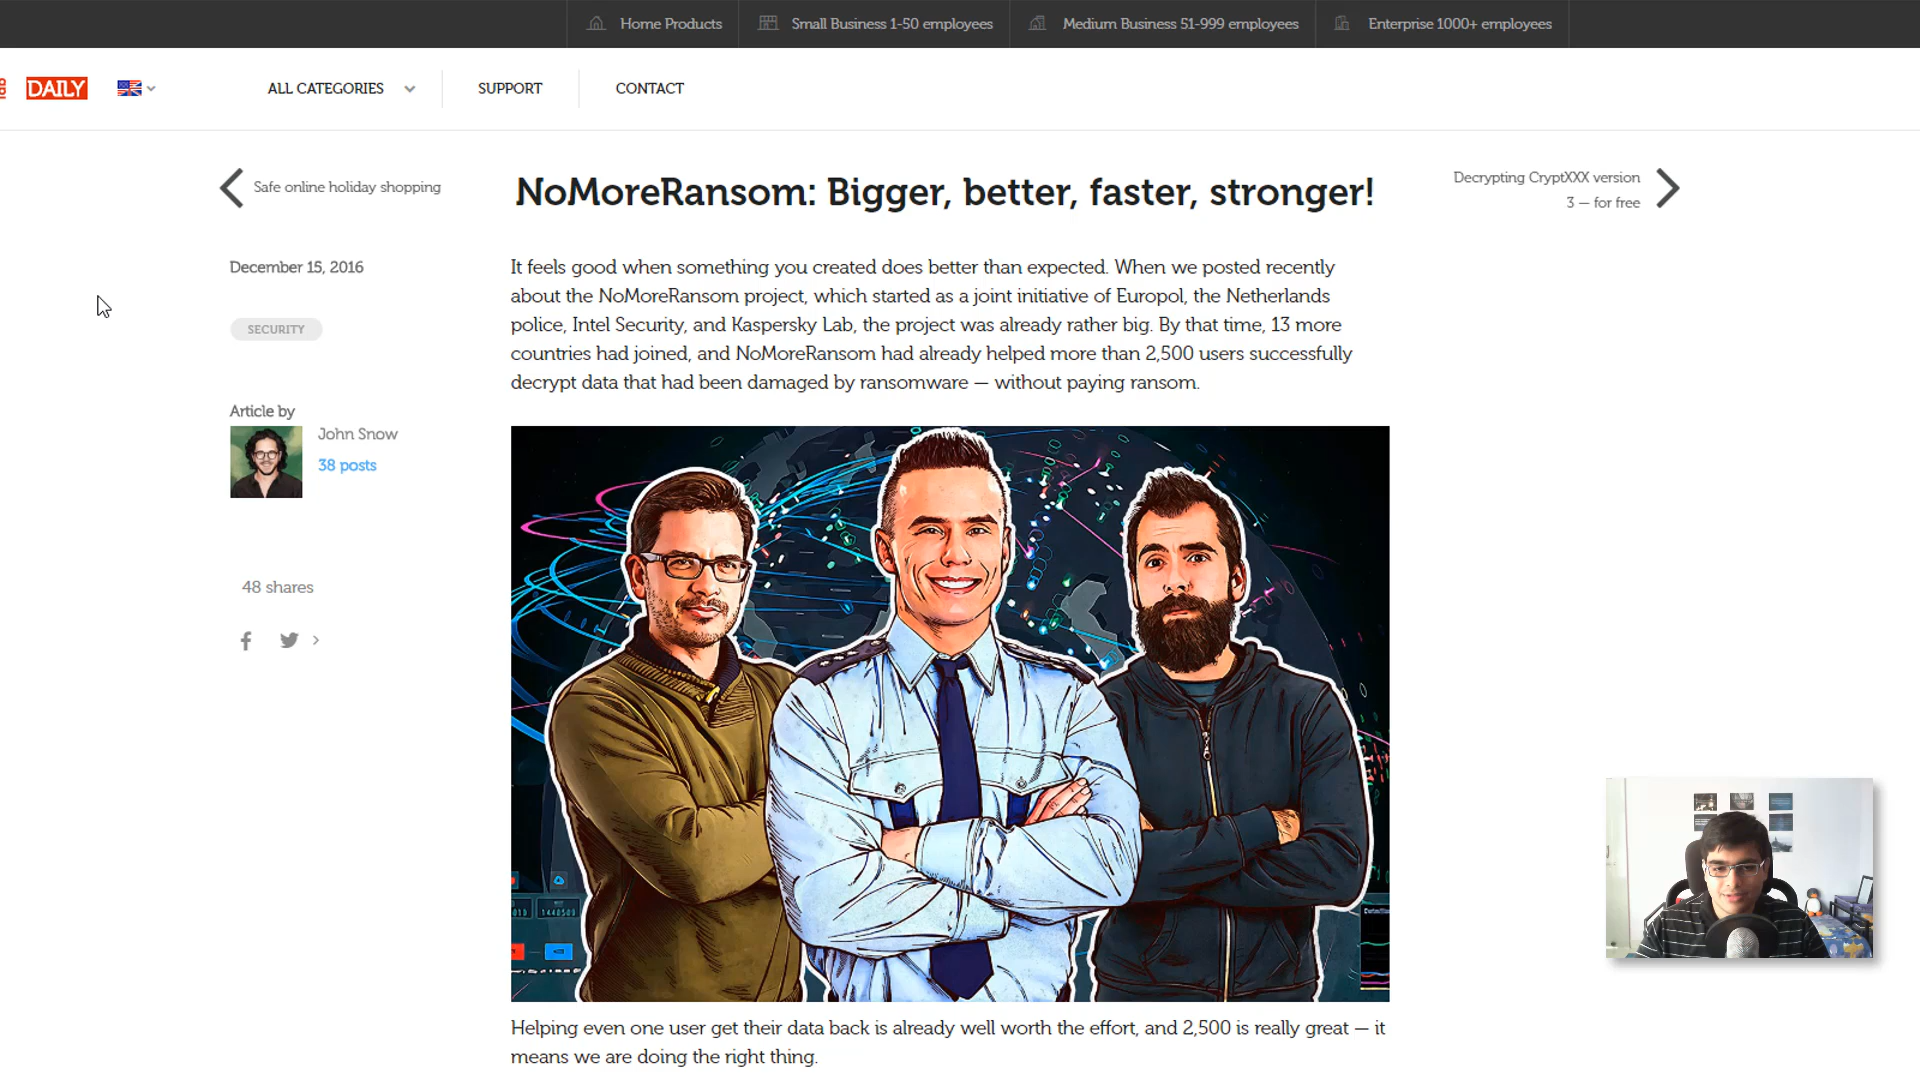 Home Products
Small Business 1-50 employees
Medium Business 51-999 employees
Enterprise 1000+ employees
DAILY
ALL CATEGORIES
SUPPORT
CONTACT
Safe online holiday shopping
NoMoreRansom: Bigger, better, faster, stronger!
Decrypting CryptXXX version
3 — for free
December 15, 2016
SECURITY
Article by
John Snow
38 posts
48 shares
It feels good when something you created does better than expected. When we posted recently
about the NoMoreRansom project, which started as a joint initiative of Europol, the Netherlands
police, Intel Security, and Kaspersky Lab, the project was already rather big. By that time, 13 more
countries had joined, and NoMoreRansom had already helped more than 2,500 users successfully
decrypt data that had been damaged by ransomware — without paying ransom.
Helping even one user get their data back is already well worth the effort, and 2,500 is really great — it
means we are doing the right thing.